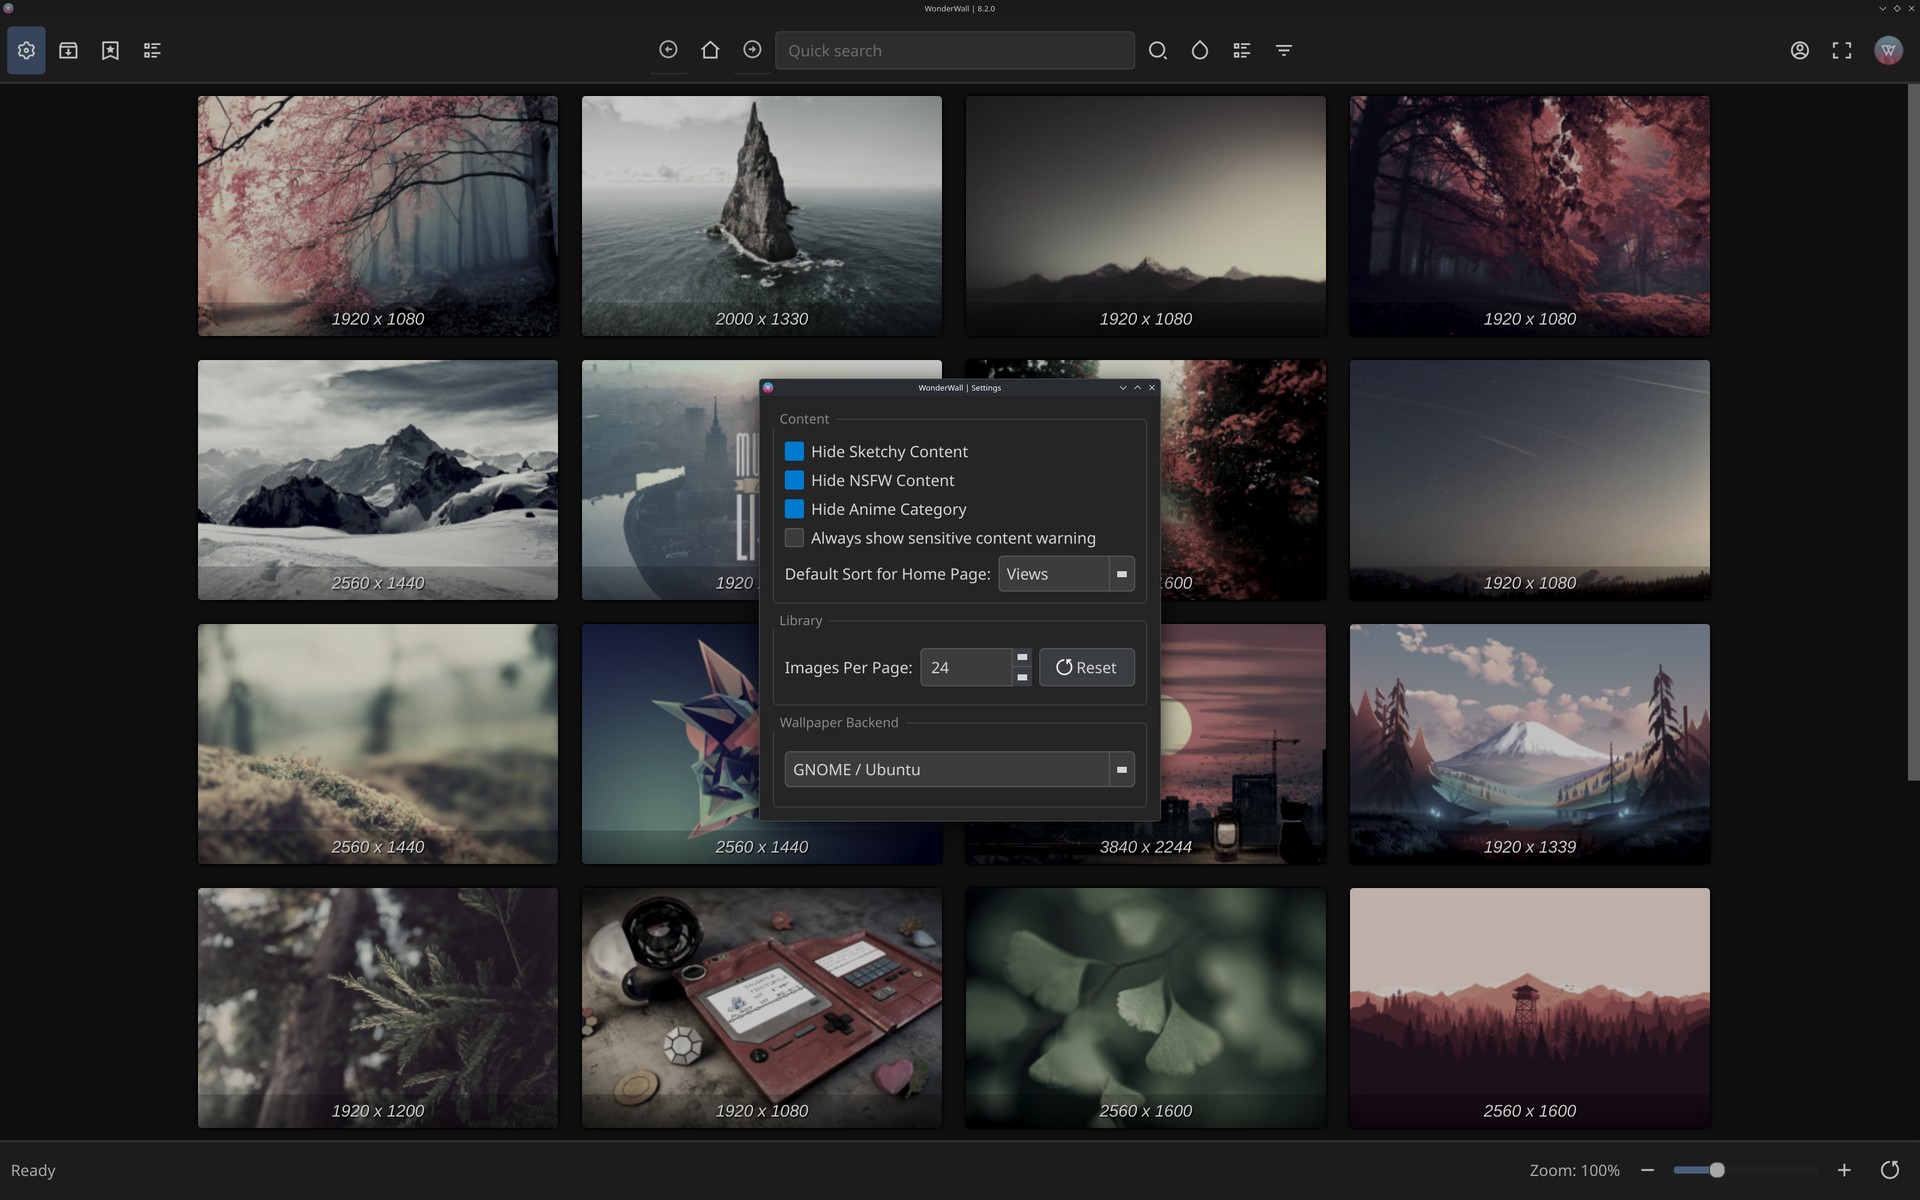 WonderWall | 8.2.0
Quick search
1920 x 1080
2000 x 1330
1920 x 1080
1920 x 1080
WonderWall | Settings
Content
Hide Sketchy Content
Hide NSFW Content
Hide Anime Category
Always show sensitive content warning
Default Sort for Home Page: Views
Library
Images Per Page: 24 Reset
Wallpaper Backend
GNOME / Ubuntu
2560 x 1440
1920
600
1920 x 1080
2560 x 1440
2560 x 1440
3840 x 2244
1920 x 1339
1920 x 1200
1920 x 1080
2560 x 1600
2560 x 1600
Ready
Zoom: 100%